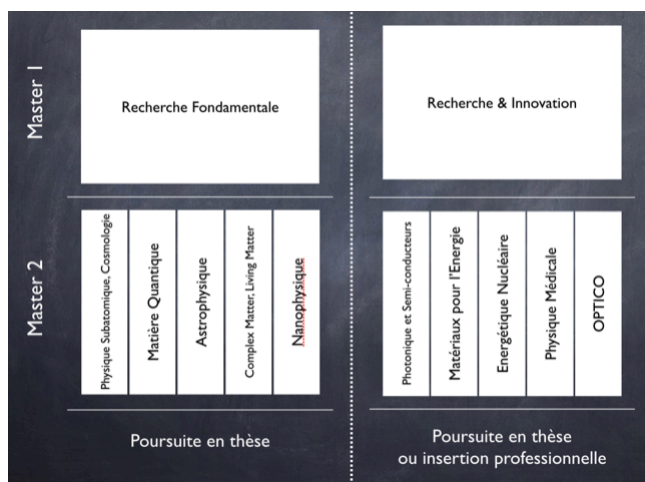 Master 1
Recherche Fondamentale
Recherche & Innovation
Master 2
Physique Subatomique, Cosmologie
Matière Quantique
Astrophysique
Complex Matter, Living Matter
Nanophysique
Photonique et Semi-conducteurs
Matériaux pour l'Energie
Energétique Nucléaire
Physique Médicale
OPTICO
Poursuite en thèse
Poursuite en thèse
ou insertion professionnelle